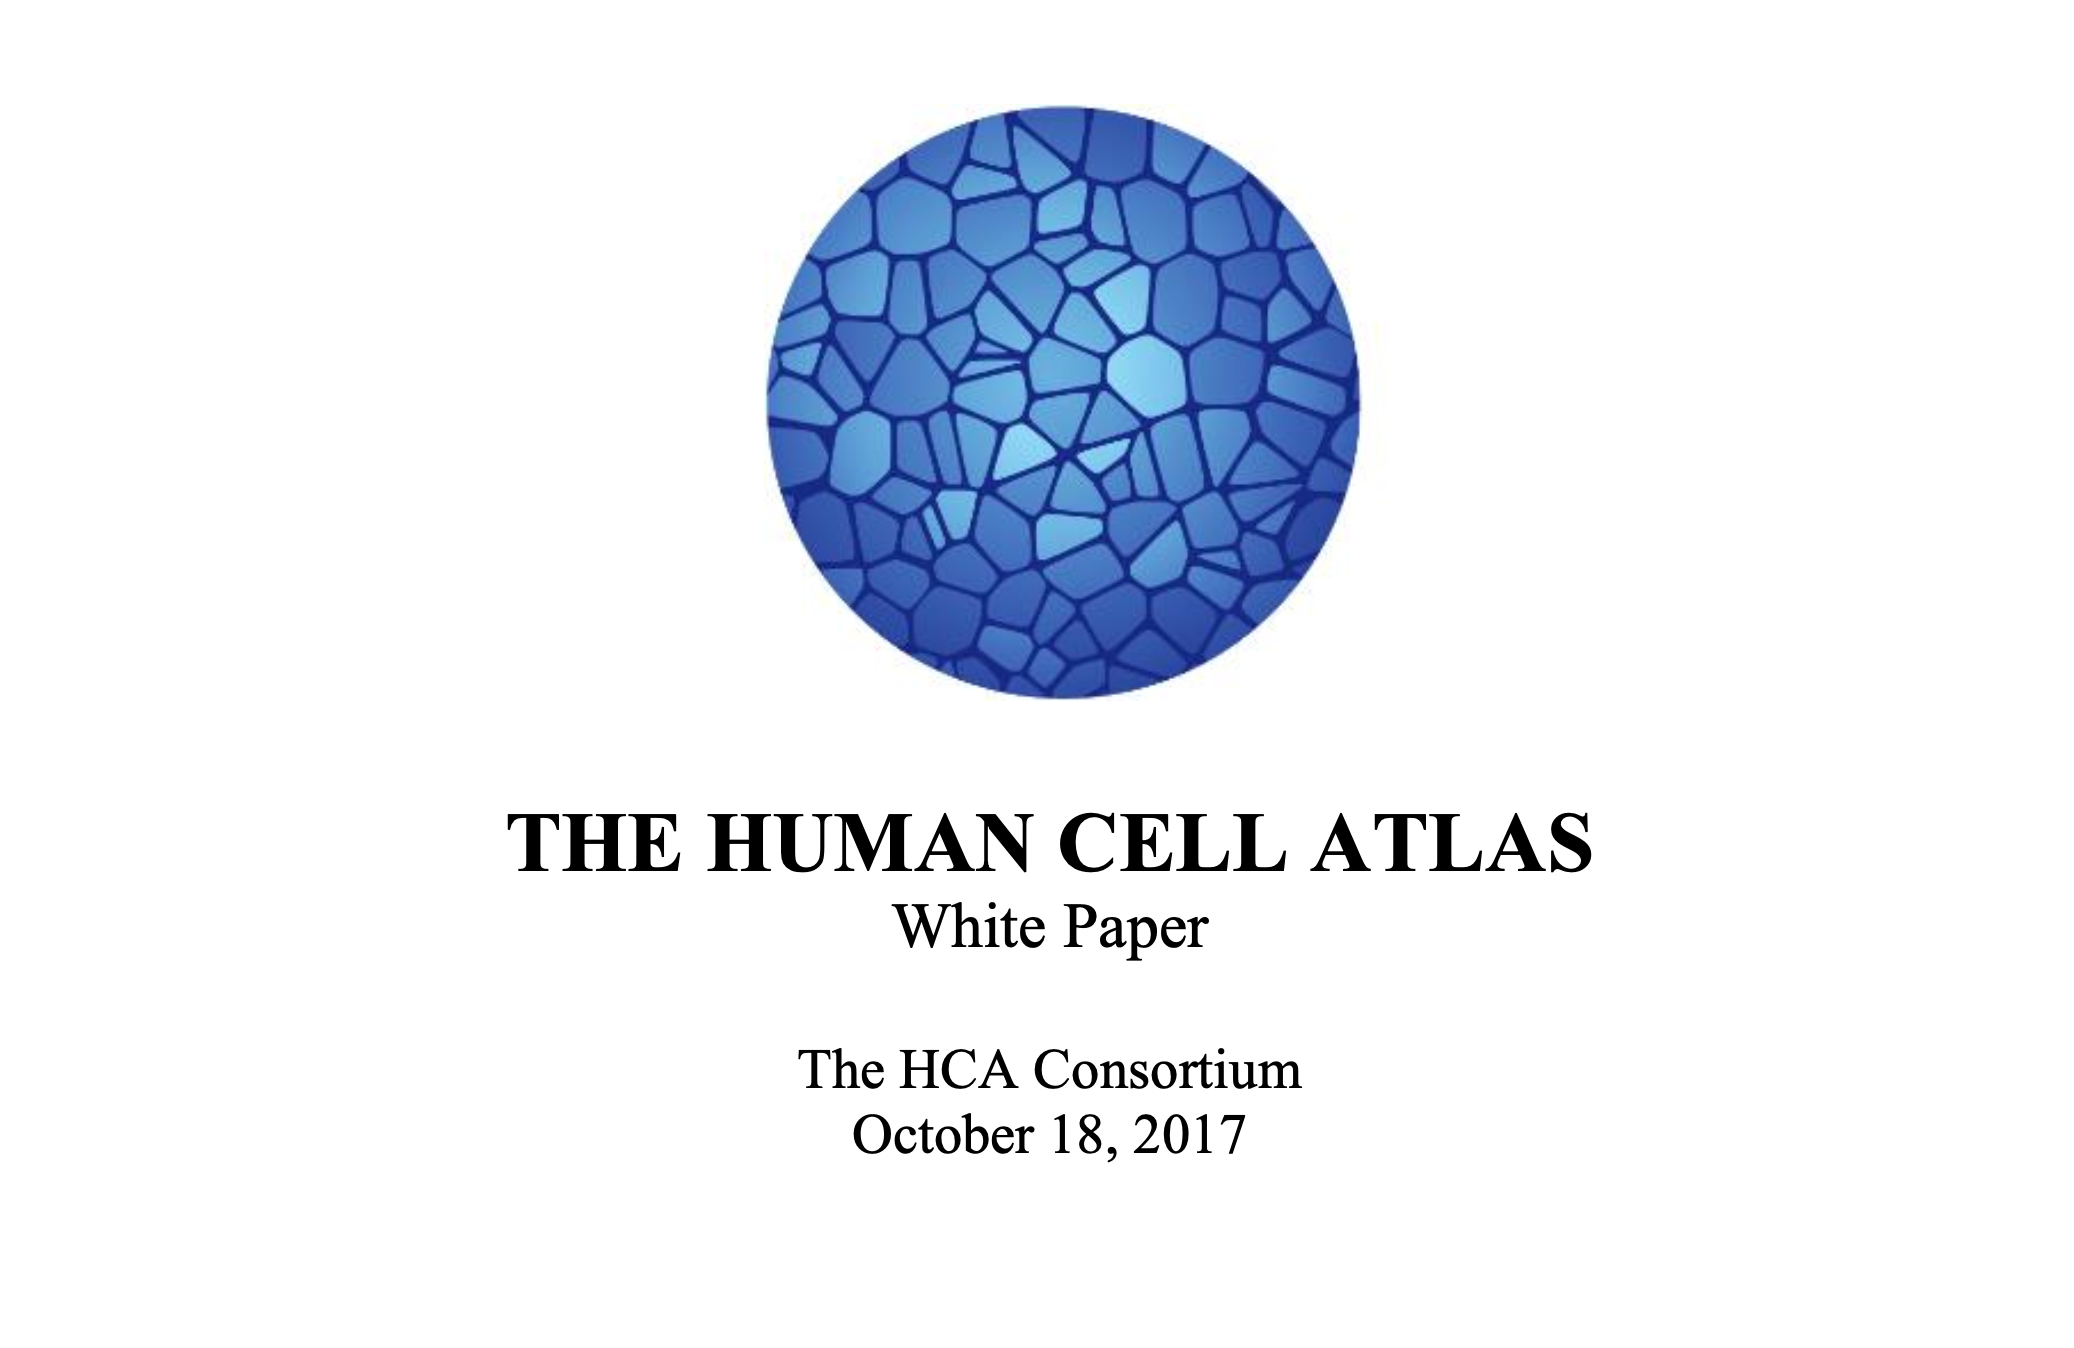 THE HUMAN CELL ATLAS
White Paper
The HCA Consortium
October 18, 2017